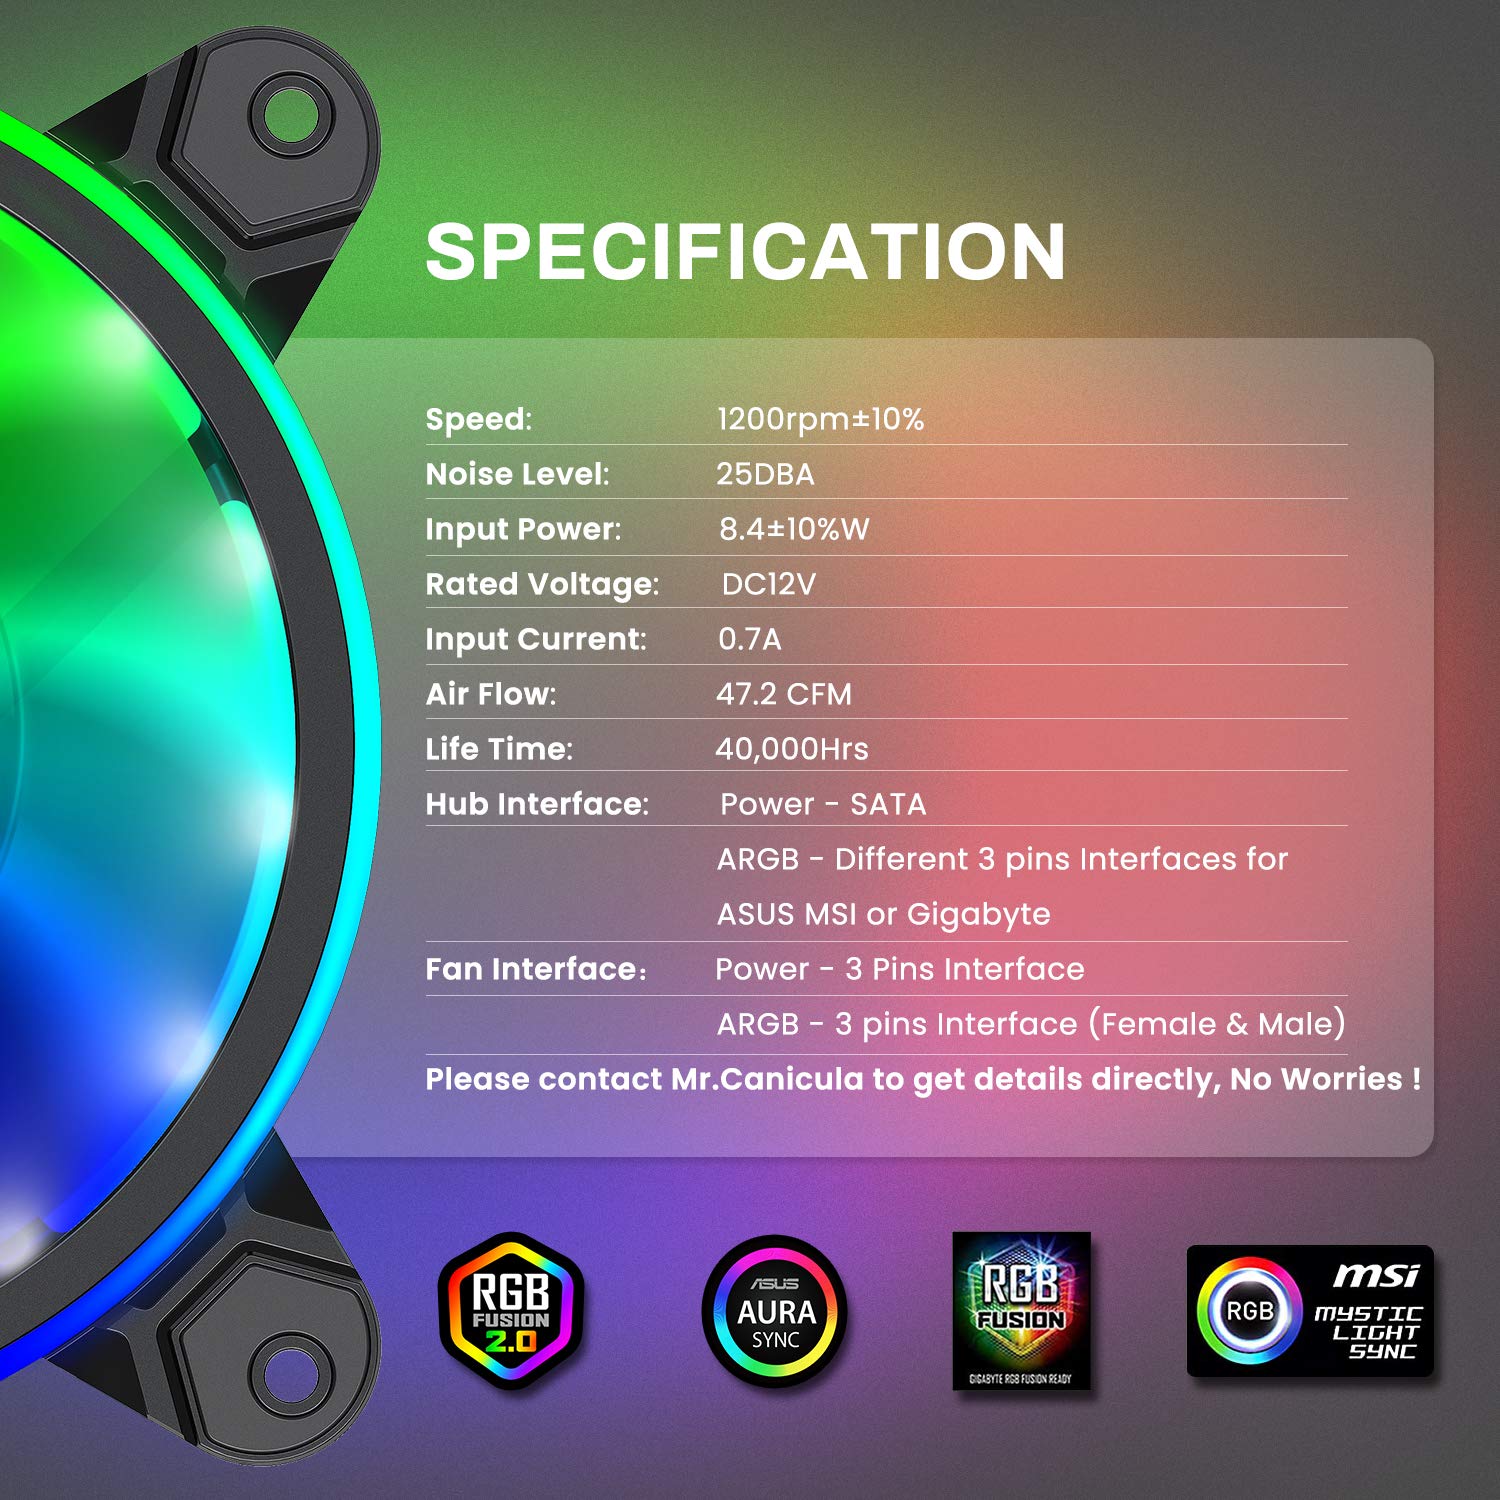 SPECIFICATION
Speed: 1200rpm±10%
Noise Level: 25DBA
Input Power: 8.4±10%W
Rated Voltage: DC12V
Input Current: 0.7A
Air Flow: 47.2 CFM
Life Time: 40,000Hrs
Hub Interface: Power - SATA
ARGB - Different 3 pins Interfaces for
ASUS MSI or Gigabyte
Fan Interface： Power - 3 Pins Interface
ARGB - 3 pins Interface (Female & Male)
Please contact Mr.Canicula to get details directly, No Worries !
RGB
FUSION
2.0
ASUS
AURA
SYNC
RGB
FUSION
GIGABYTE RGB FUSION READY
RGB
msi
MYSTIC
LIGHT
SYNC